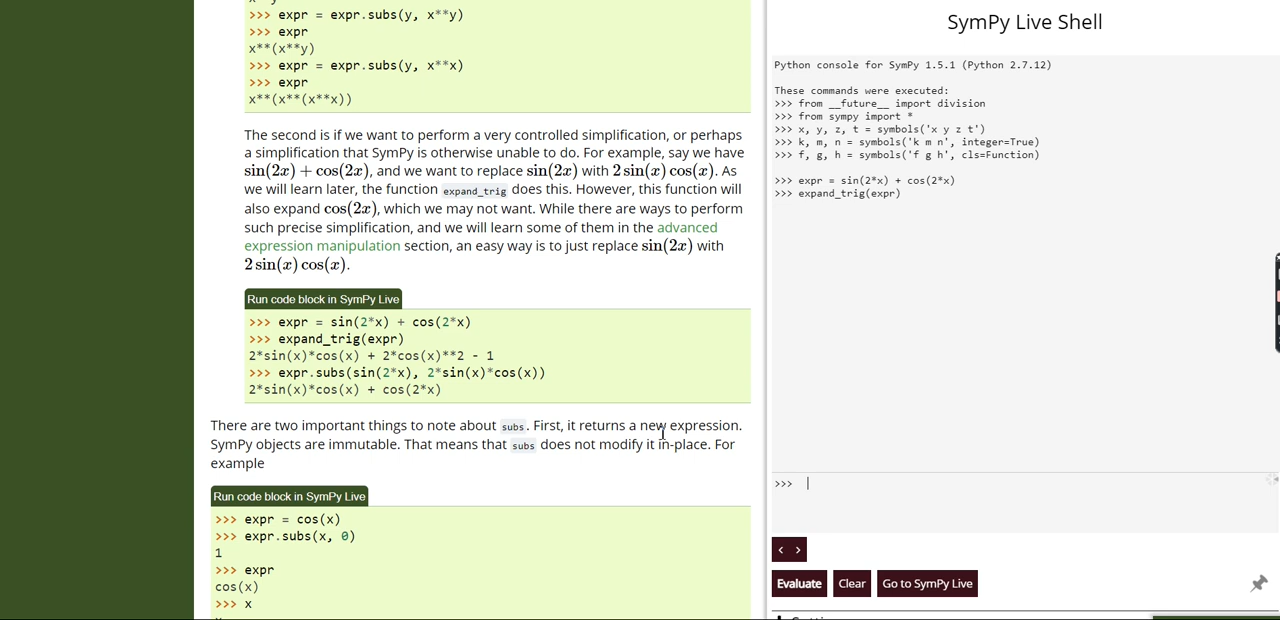 >>> expr = expr.subs(y, x**y)
>>> expr
x**(x**y)
>>> expr = expr.subs(y, x**x)
>>> expr
x**(x**(x**x))
The second is if we want to perform a very controlled simplification, or perhaps
a simplification that SymPy is otherwise unable to do. For example, say we have
sin(2x) + cos(2x), and we want to replace sin(2x) with 2 sin(x) cos(x). As
we will learn later, the function expand_trig does this. However, this function will
also expand cos(2x), which we may not want. While there are ways to perform
such precise simplification, and we will learn some of them in the advanced
expression manipulation section, an easy way is to just replace sin(2x) with
2 sin(x) cos(x).
Run code block in SymPy Live
>>> expr = sin(2*x) + cos(2*x)
>>> expand_trig(expr)
2*sin(x)*cos(x) + 2*cos(x)**2 - 1
>>> expr.subs(sin(2*x), 2*sin(x)*cos(x))
2*sin(x)*cos(x) + cos(2*x)
There are two important things to note about subs. First, it returns a new expression.
SymPy objects are immutable. That means that subs does not modify it in-place. For
example
Run code block in SymPy Live
>>> expr = cos(x)
>>> expr.subs(x, 0)
1
>>> expr
cos(x)
>>> x
SymPy Live Shell
Python console for SymPy 1.5.1 (Python 2.7.12)
These commands were executed:
>>> from __future__ import division
>>> from sympy import *
>>> x, y, z, t = symbols('x y z t')
>>> k, m, n = symbols('k m n', integer=True)
>>> f, g, h = symbols('f g h', cls=Function)
>>> expr = sin(2*x) + cos(2*x)
>>> expand_trig(expr)
>>>
< >
Evaluate Clear Go to SymPy Live